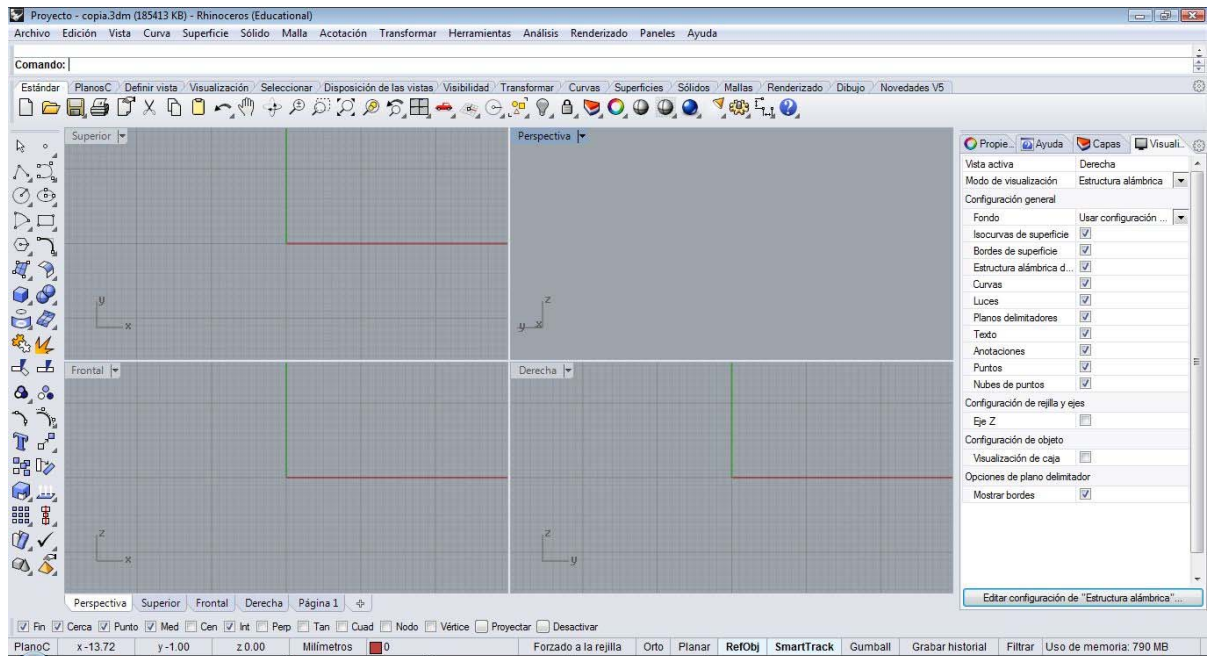 Proyecto - copia.3dm (185413 KB) - Rhinoceros (Educational)
Archivo Edición Vista Curva Superficie Sólido Malla Acotación Transformar Herramientas Análisis Renderizado Paneles Ayuda
Comando:
Estándar PlanosC Definir vista Visualización Seleccionar Disposición de las vistas Visibilidad Transformar Curvas Superficies Sólidos Mallas Renderizado Dibujo Novedades V5
Superior
y
x
Perspectiva
z
y x
Frontal
z
x
Derecha
z
y
Propie... Ayuda Capas Visuali...
Vista activa Derecha
Modo de visualización Estructura alámbrica
Configuración general
Fondo Usar configuración ...
Isocurvas de superficie
Bordes de superficie
Estructura alámbrica d...
Curvas
Luces
Planos delimitadores
Texto
Anotaciones
Puntos
Nubes de puntos
Configuración de rejilla y ejes
Eje Z
Configuración de objeto
Visualización de caja
Opciones de plano delimitador
Mostrar bordes
Editar configuración de "Estructura alámbrica"...
Perspectiva Superior Frontal Derecha Página 1
Fin Cerca Punto Med Cen Int Perp Tan Cuad Nodo Vértice Proyectar Desactivar
PlanoC x -13.72 y -1.00 z 0.00 Milímetros 0 Forzado a la rejilla Orto Planar RefObj SmartTrack Gumball Grabar historial Filtrar Uso de memoria: 790 MB